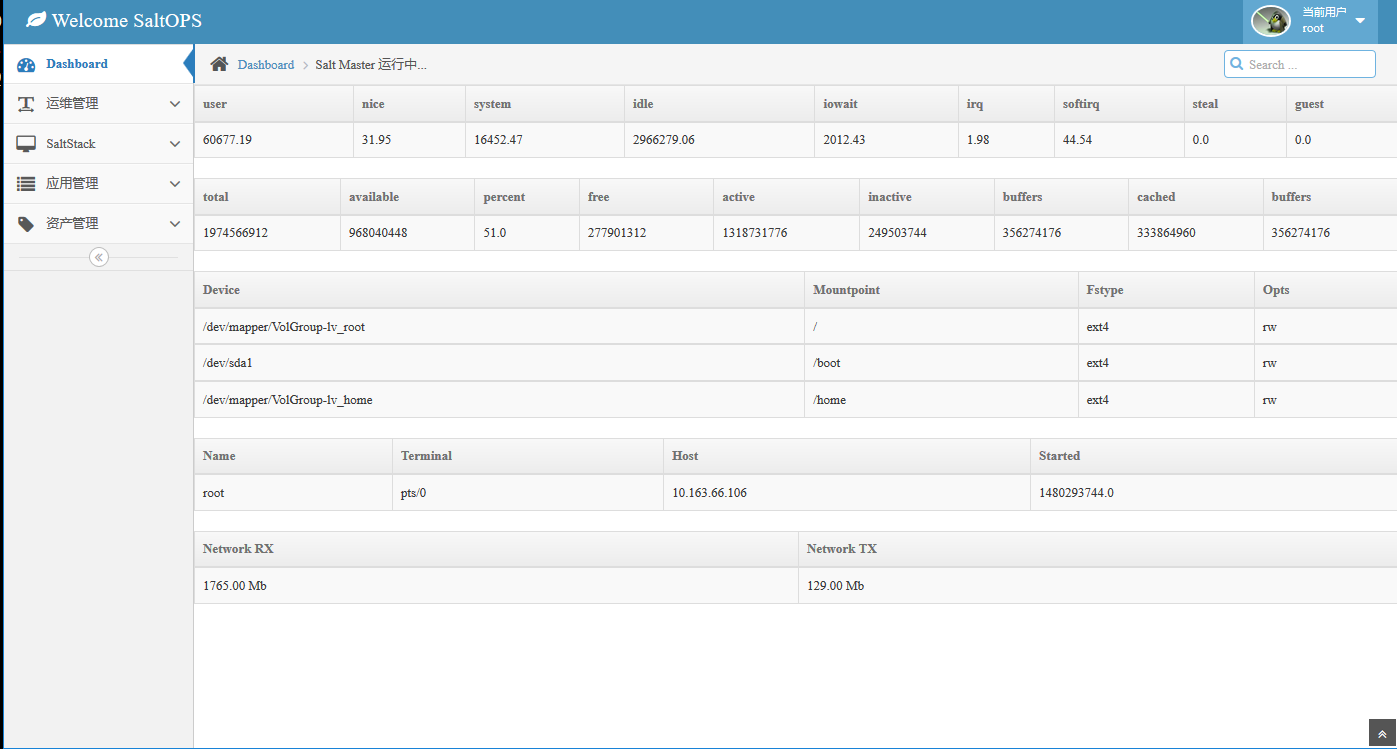 Welcome SaltOPS
当前用户
root
Dashboard
运维管理
SaltStack
应用管理
资产管理
Dashboard Salt Master 运行中... Search ...
user nice system idle iowait irq softirq steal guest
60677.19 31.95 16452.47 2966279.06 2012.43 1.98 44.54 0.0 0.0
total available percent free active inactive buffers cached buffers
1974566912 968040448 51.0 277901312 1318731776 249503744 356274176 333864960 356274176
Device Mountpoint Fstype Opts
/dev/mapper/VolGroup-lv_root / ext4 rw
/dev/sda1 /boot ext4 rw
/dev/mapper/VolGroup-lv_home /home ext4 rw
Name Terminal Host Started
root pts/0 10.163.66.106 1480293744.0
Network RX Network TX
1765.00 Mb 129.00 Mb